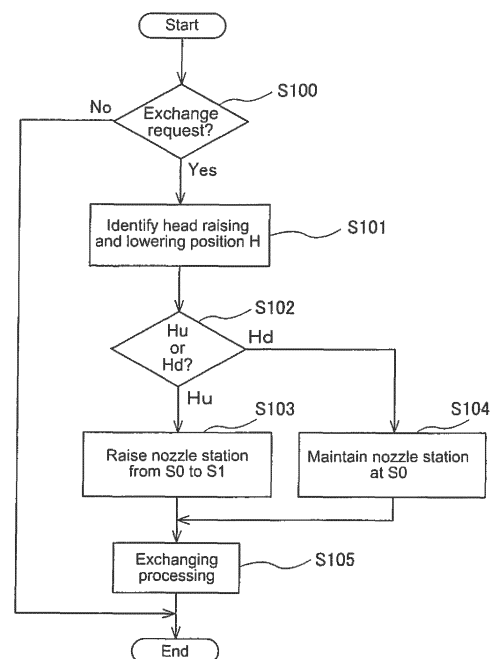 Start
S100
No
Exchange
request?
Yes
Identify head raising
and lowering position H
S101
S102
Hu
or
Hd?
Hd
Hu
S103
S104
Raise nozzle station
from S0 to S1
Maintain nozzle station
at S0
Exchanging
processing
S105
End